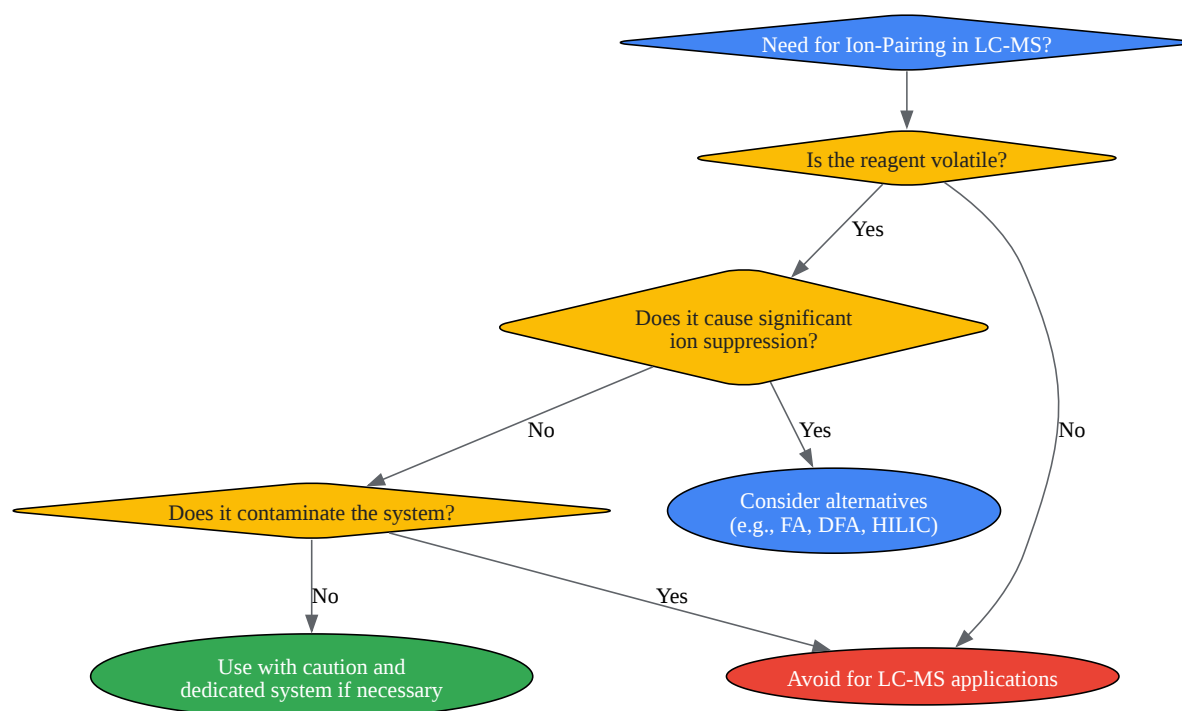 Need for Ion-Pairing in LC-MS?
Is the reagent volatile?
Yes
Does it cause significant
ion suppression?
No
Yes
No
Consider alternatives
(e.g., FA, DFA, HILIC)
Does it contaminate the system?
No
Yes
Use with caution and
dedicated system if necessary
Avoid for LC-MS applications